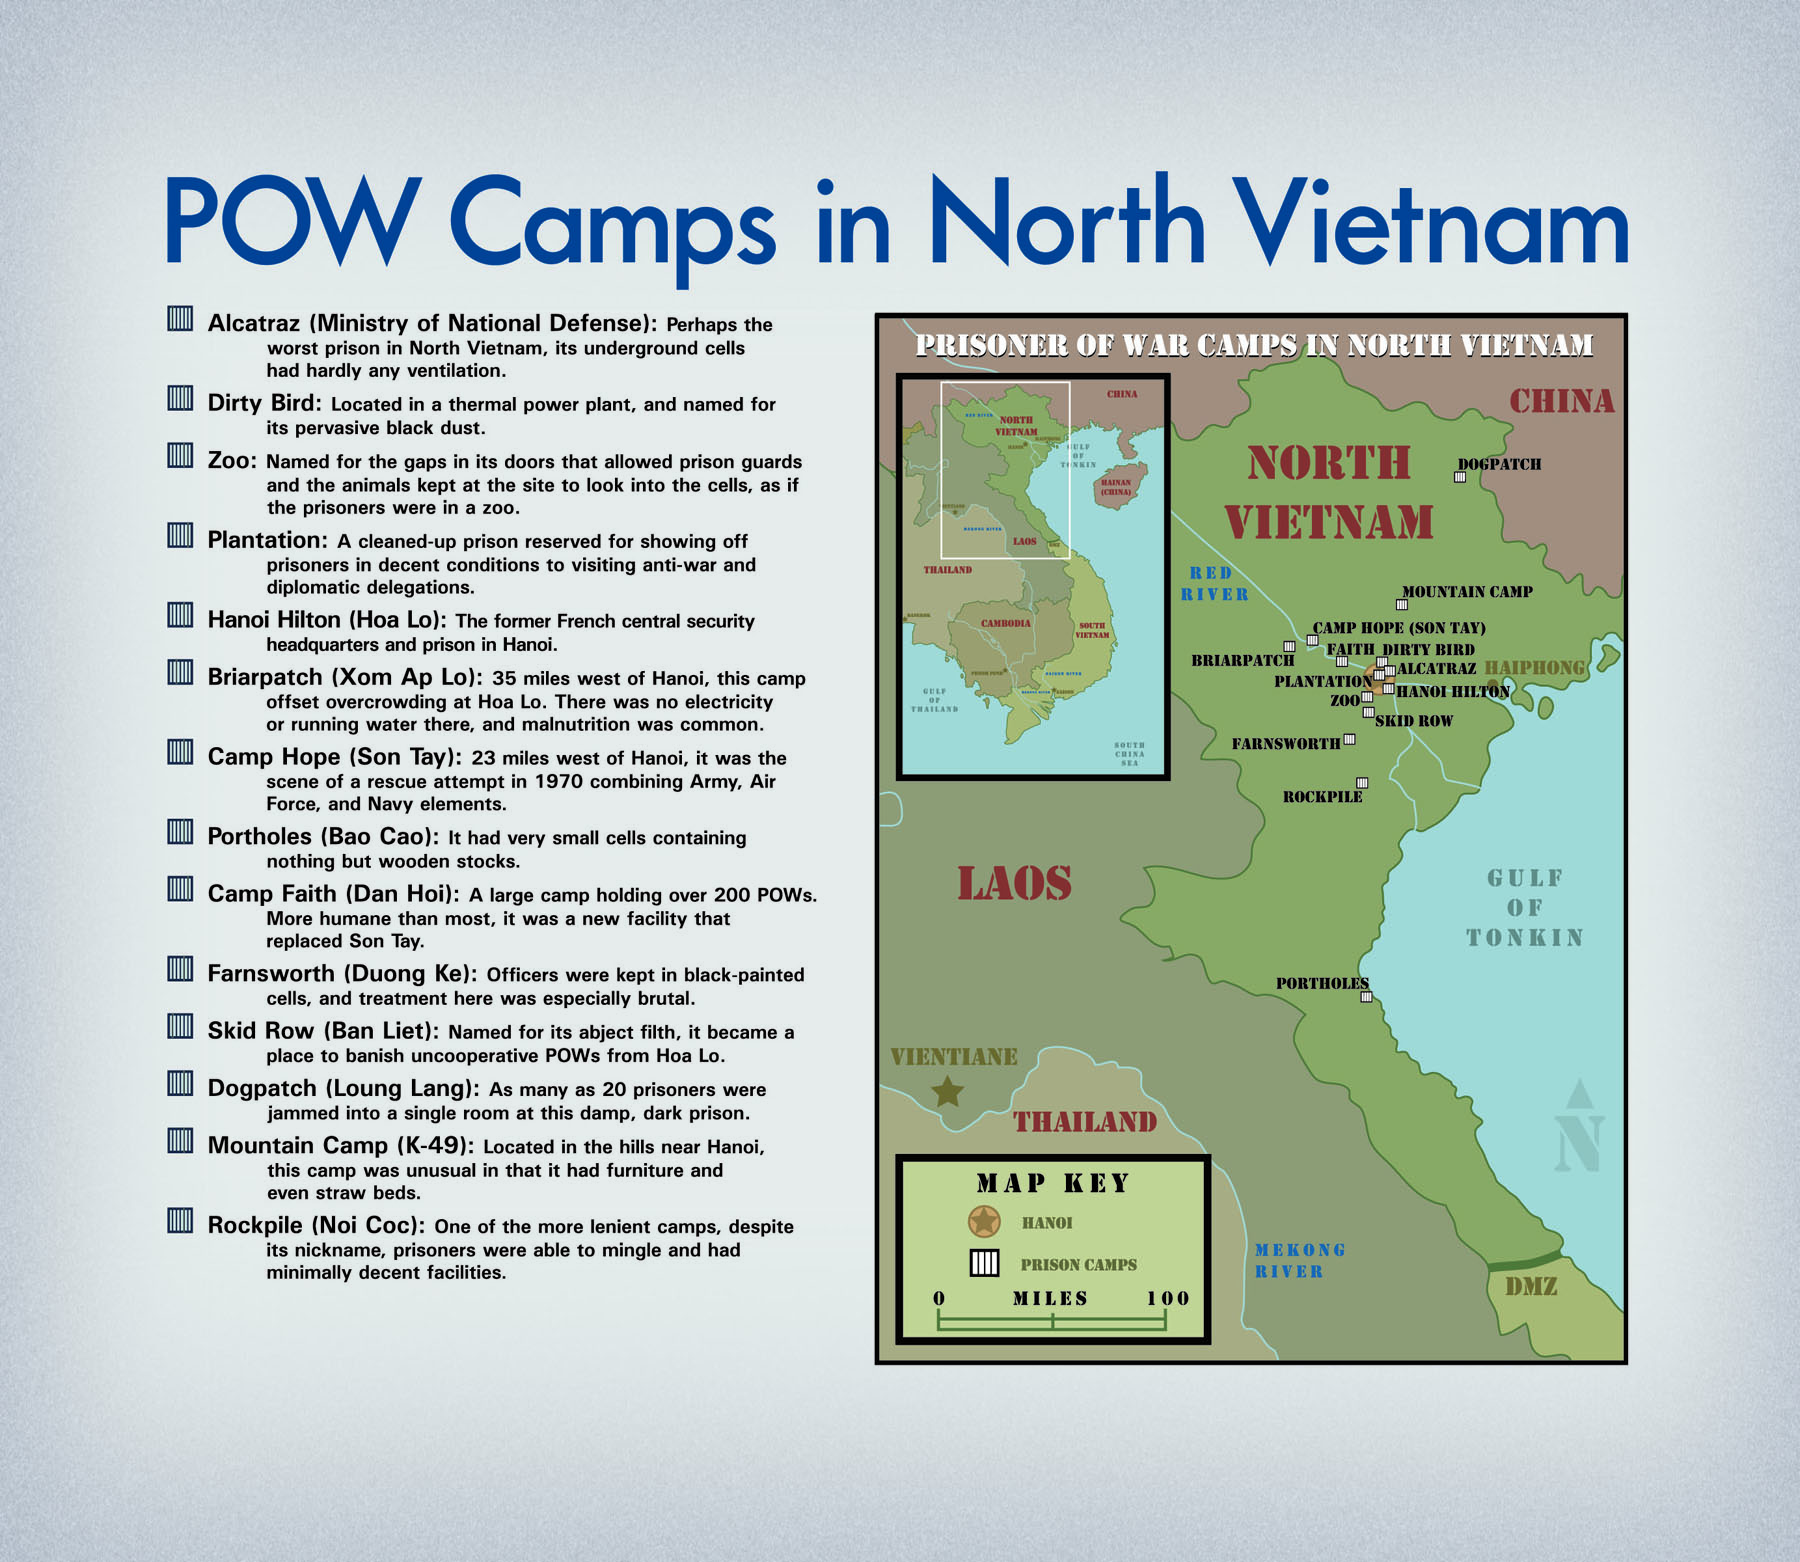 POW Camps in North Vietnam
Alcatraz (Ministry of National Defense): Perhaps the
worst prison in North Vietnam, its underground cells
had hardly any ventilation.
Dirty Bird: Located in a thermal power plant, and named for
its pervasive black dust.
Zoo: Named for the gaps in its doors that allowed prison guards
and the animals kept at the site to look into the cells, as if
the prisoners were in a zoo.
Plantation: A cleaned-up prison reserved for showing off
prisoners in decent conditions to visiting anti-war and
diplomatic delegations.
Hanoi Hilton (Hoa Lo): The former French central security
headquarters and prison in Hanoi.
Briarpatch (Xom Ap Lo): 35 miles west of Hanoi, this camp
offset overcrowding at Hoa Lo. There was no electricity
or running water there, and malnutrition was common.
Camp Hope (Son Tay): 23 miles west of Hanoi, it was the
scene of a rescue attempt in 1970 combining Army, Air
Force, and Navy elements.
Portholes (Bao Cao): It had very small cells containing
nothing but wooden stocks.
Camp Faith (Dan Hoi): A large camp holding over 200 POWs.
More humane than most, it was a new facility that
replaced Son Tay.
Farnsworth (Duong Ke): Officers were kept in black-painted
cells, and treatment here was especially brutal.
Skid Row (Ban Liet): Named for its abject filth, it became a
place to banish uncooperative POWs from Hoa Lo.
Dogpatch (Loung Lang): As many as 20 prisoners were
jammed into a single room at this damp, dark prison.
Mountain Camp (K-49): Located in the hills near Hanoi,
this camp was unusual in that it had furniture and
even straw beds.
Rockpile (Noi Coc): One of the more lenient camps, despite
its nickname, prisoners were able to mingle and had
minimally decent facilities.
PRISONER OF WAR CAMPS IN NORTH VIETNAM
CHINA
RED RIVER
NORTH
VIETNAM
HANOI
HAIPHONG
GULF
OF
TONKIN
HAINAN
(CHINA)
VIENTIANE
MEKONG RIVER
LAOS
DMZ
THAILAND
BANGKOK
CAMBODIA
SOUTH
VIETNAM
PHNOM PENH
SAIGON RIVER
MEKONG RIVER
SAIGON
GULF
OF
THAILAND
SOUTH
CHINA
SEA
CHINA
NORTH
VIETNAM
DOGPATCH
RED
RIVER
MOUNTAIN CAMP
CAMP HOPE (SON TAY)
BRIARPATCH
FAITH
DIRTY BIRD
ALCATRAZ
HAIPHONG
PLANTATION
HANOI HILTON
ZOO
SKID ROW
FARNSWORTH
ROCKPILE
LAOS
GULF
OF
TONKIN
PORTHOLES
VIENTIANE
THAILAND
N
MAP KEY
HANOI
PRISON CAMPS
0 MILES 100
MEKONG
RIVER
DMZ